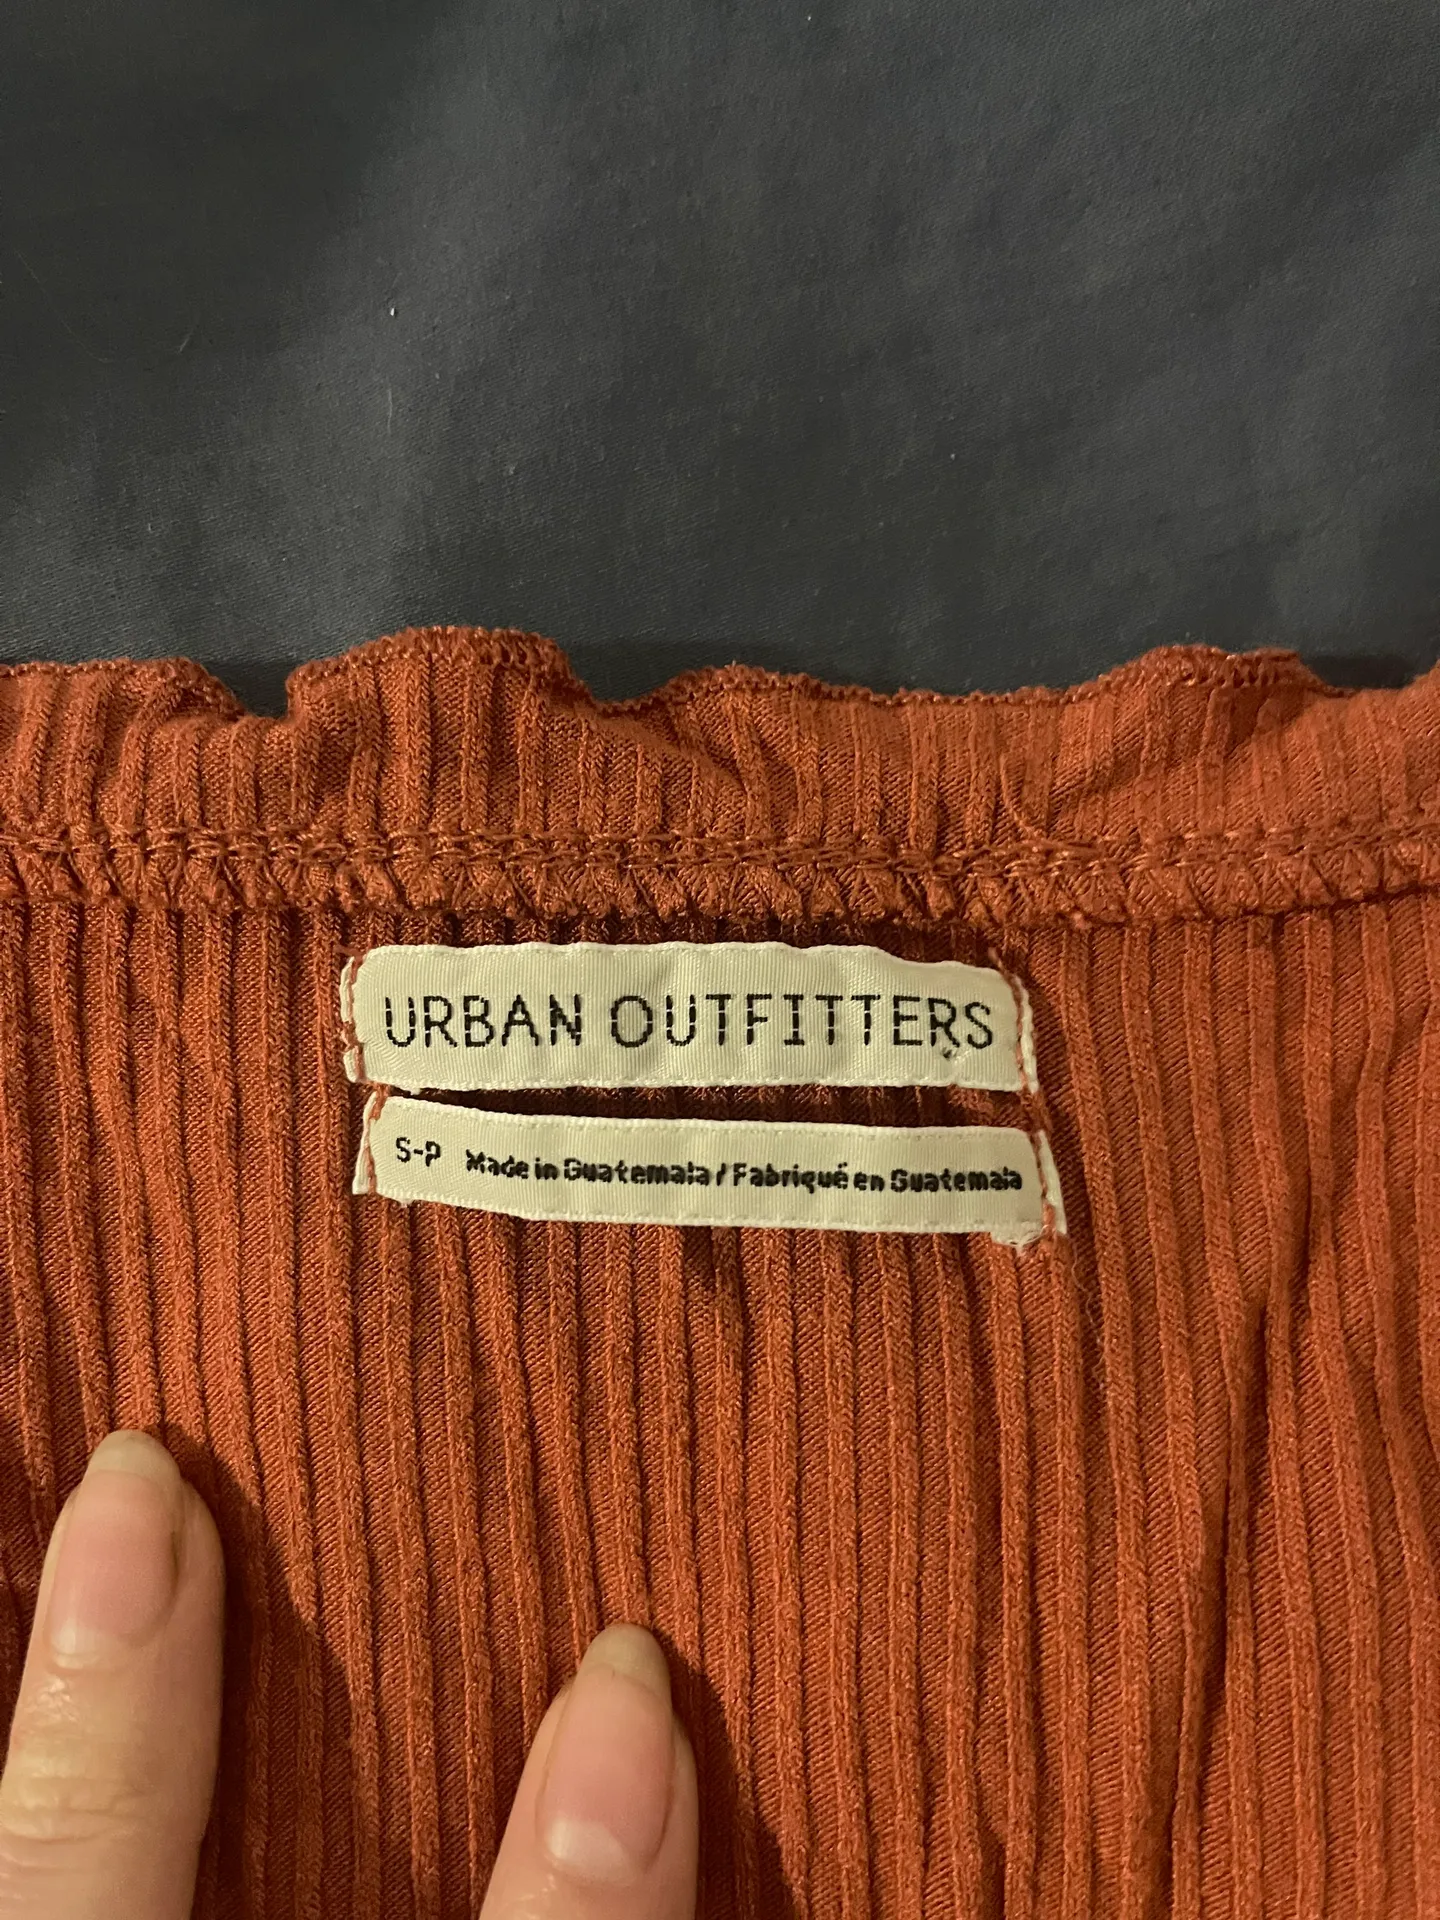 URBAN OUTFITTERS
S-P Made in Guatemala / Fabriqué en Guatemala